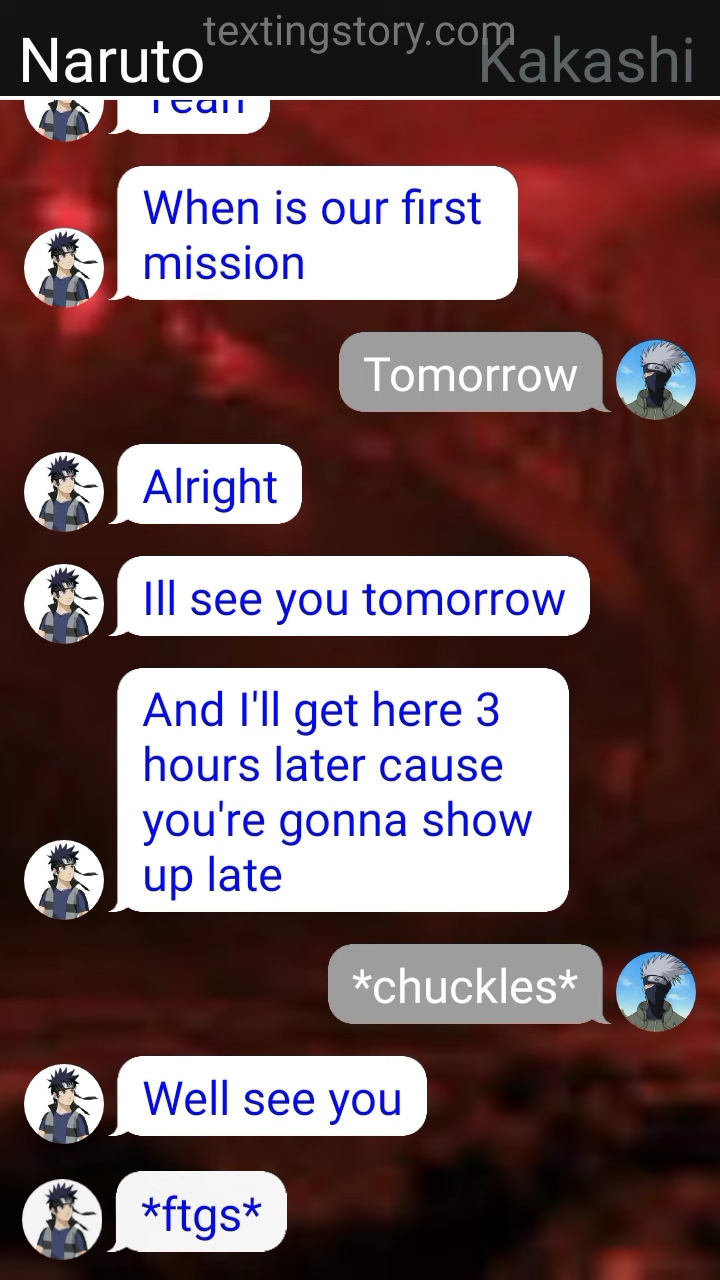 textingstory.com
Naruto
Kakashi
Yeah
When is our first
mission
Tomorrow
Alright
Ill see you tomorrow
And I'll get here 3
hours later cause
you're gonna show
up late
*chuckles*
Well see you
*ftgs*